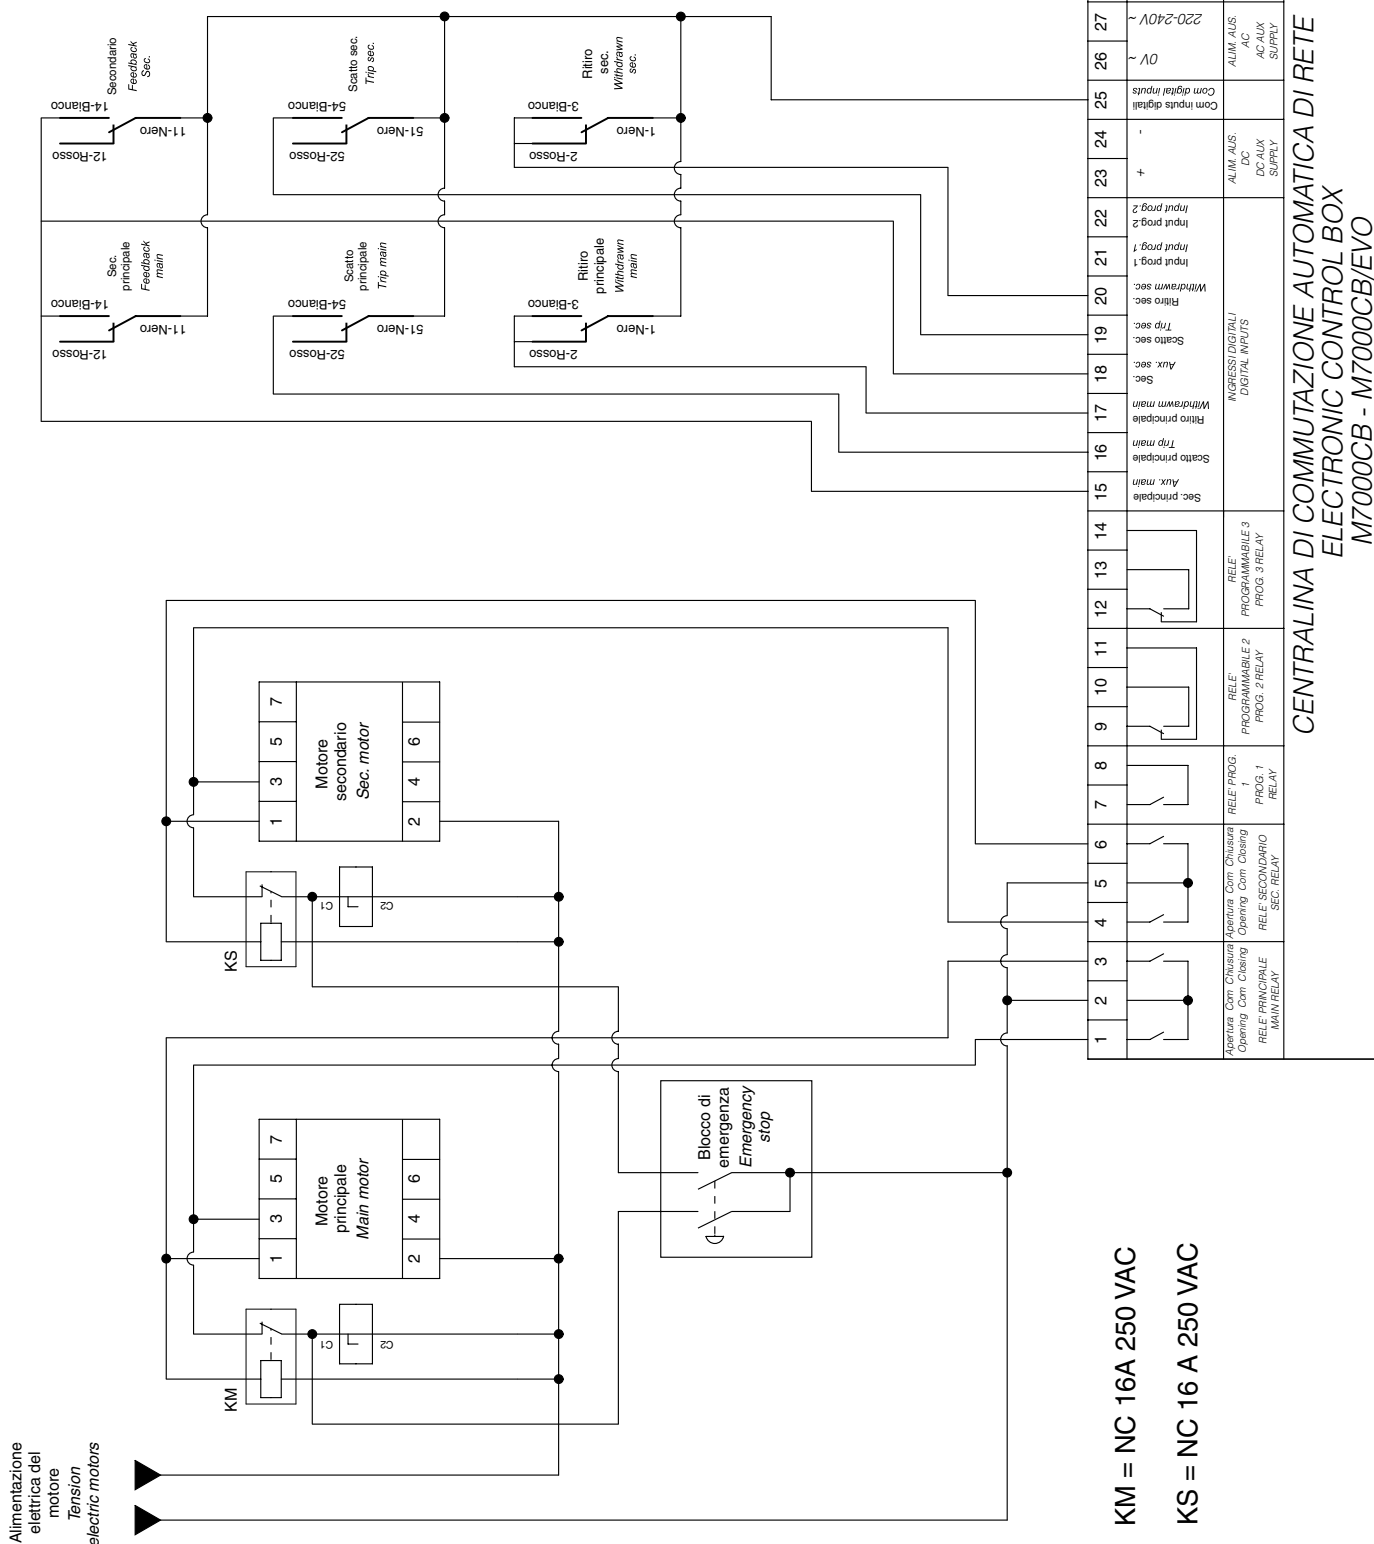 Alimentazione
elettrica del
motore
Tension
electric motors
KM
C1
C2
1
3
5
7
Motore
principale
Main motor
2
4
6
KS
C1
C2
1
3
5
7
Motore
secondario
Sec. motor
2
4
6
Blocco di
emergenza
Emergency
stop
Sec.
principale
Feedback
main
14-Bianco
12-Rosso
11-Nero
Secondario
Feedback
Sec.
14-Bianco
12-Rosso
11-Nero
Scatto
principale
Trip main
54-Bianco
52-Rosso
51-Nero
Scatto sec.
Trip sec.
54-Bianco
52-Rosso
51-Nero
Ritiro
principale
Withdrawn
main
3-Bianco
2-Rosso
1-Nero
Ritiro
sec.
Withdrawn
sec.
3-Bianco
2-Rosso
1-Nero
1
2
3
4
5
6
7
8
9
10
11
12
13
14
15
16
17
18
19
20
21
22
23
24
25
26
27
Sec. principale
Aux. main
Scatto principale
Trip main
Ritiro principale
Withdrawm main
Sec.
Aux. sec.
Scatto sec.
Trip sec.
Ritiro sec.
Withdrawm sec.
Input prog.1
Input prog.1
Input prog.2
Input prog.2
+
-
Com inputs digitali
Com digital inputs
0V ~
220-240V ~
Apertura Com Chiusura
Opening Com Closing
RELE' PRINCIPALE
MAIN RELAY
Apertura Com Chiusura
Opening Com Closing
RELE' SECONDARIO
SEC. RELAY
RELE' PROG.
1
PROG. 1
RELAY
RELE'
PROGRAMMABILE 2
PROG. 2 RELAY
RELE'
PROGRAMMABILE 3
PROG. 3 RELAY
INGRESSI DIGITALI
DIGITAL INPUTS
ALIM. AUS.
DC
DC AUX
SUPPLY
ALIM. AUS.
AC
AC AUX
SUPPLY
CENTRALINA DI COMMUTAZIONE AUTOMATICA DI RETE
ELECTRONIC CONTROL BOX
M7000CB - M7000CB/EVO
KM = NC 16A 250 VAC
KS = NC 16 A 250 VAC